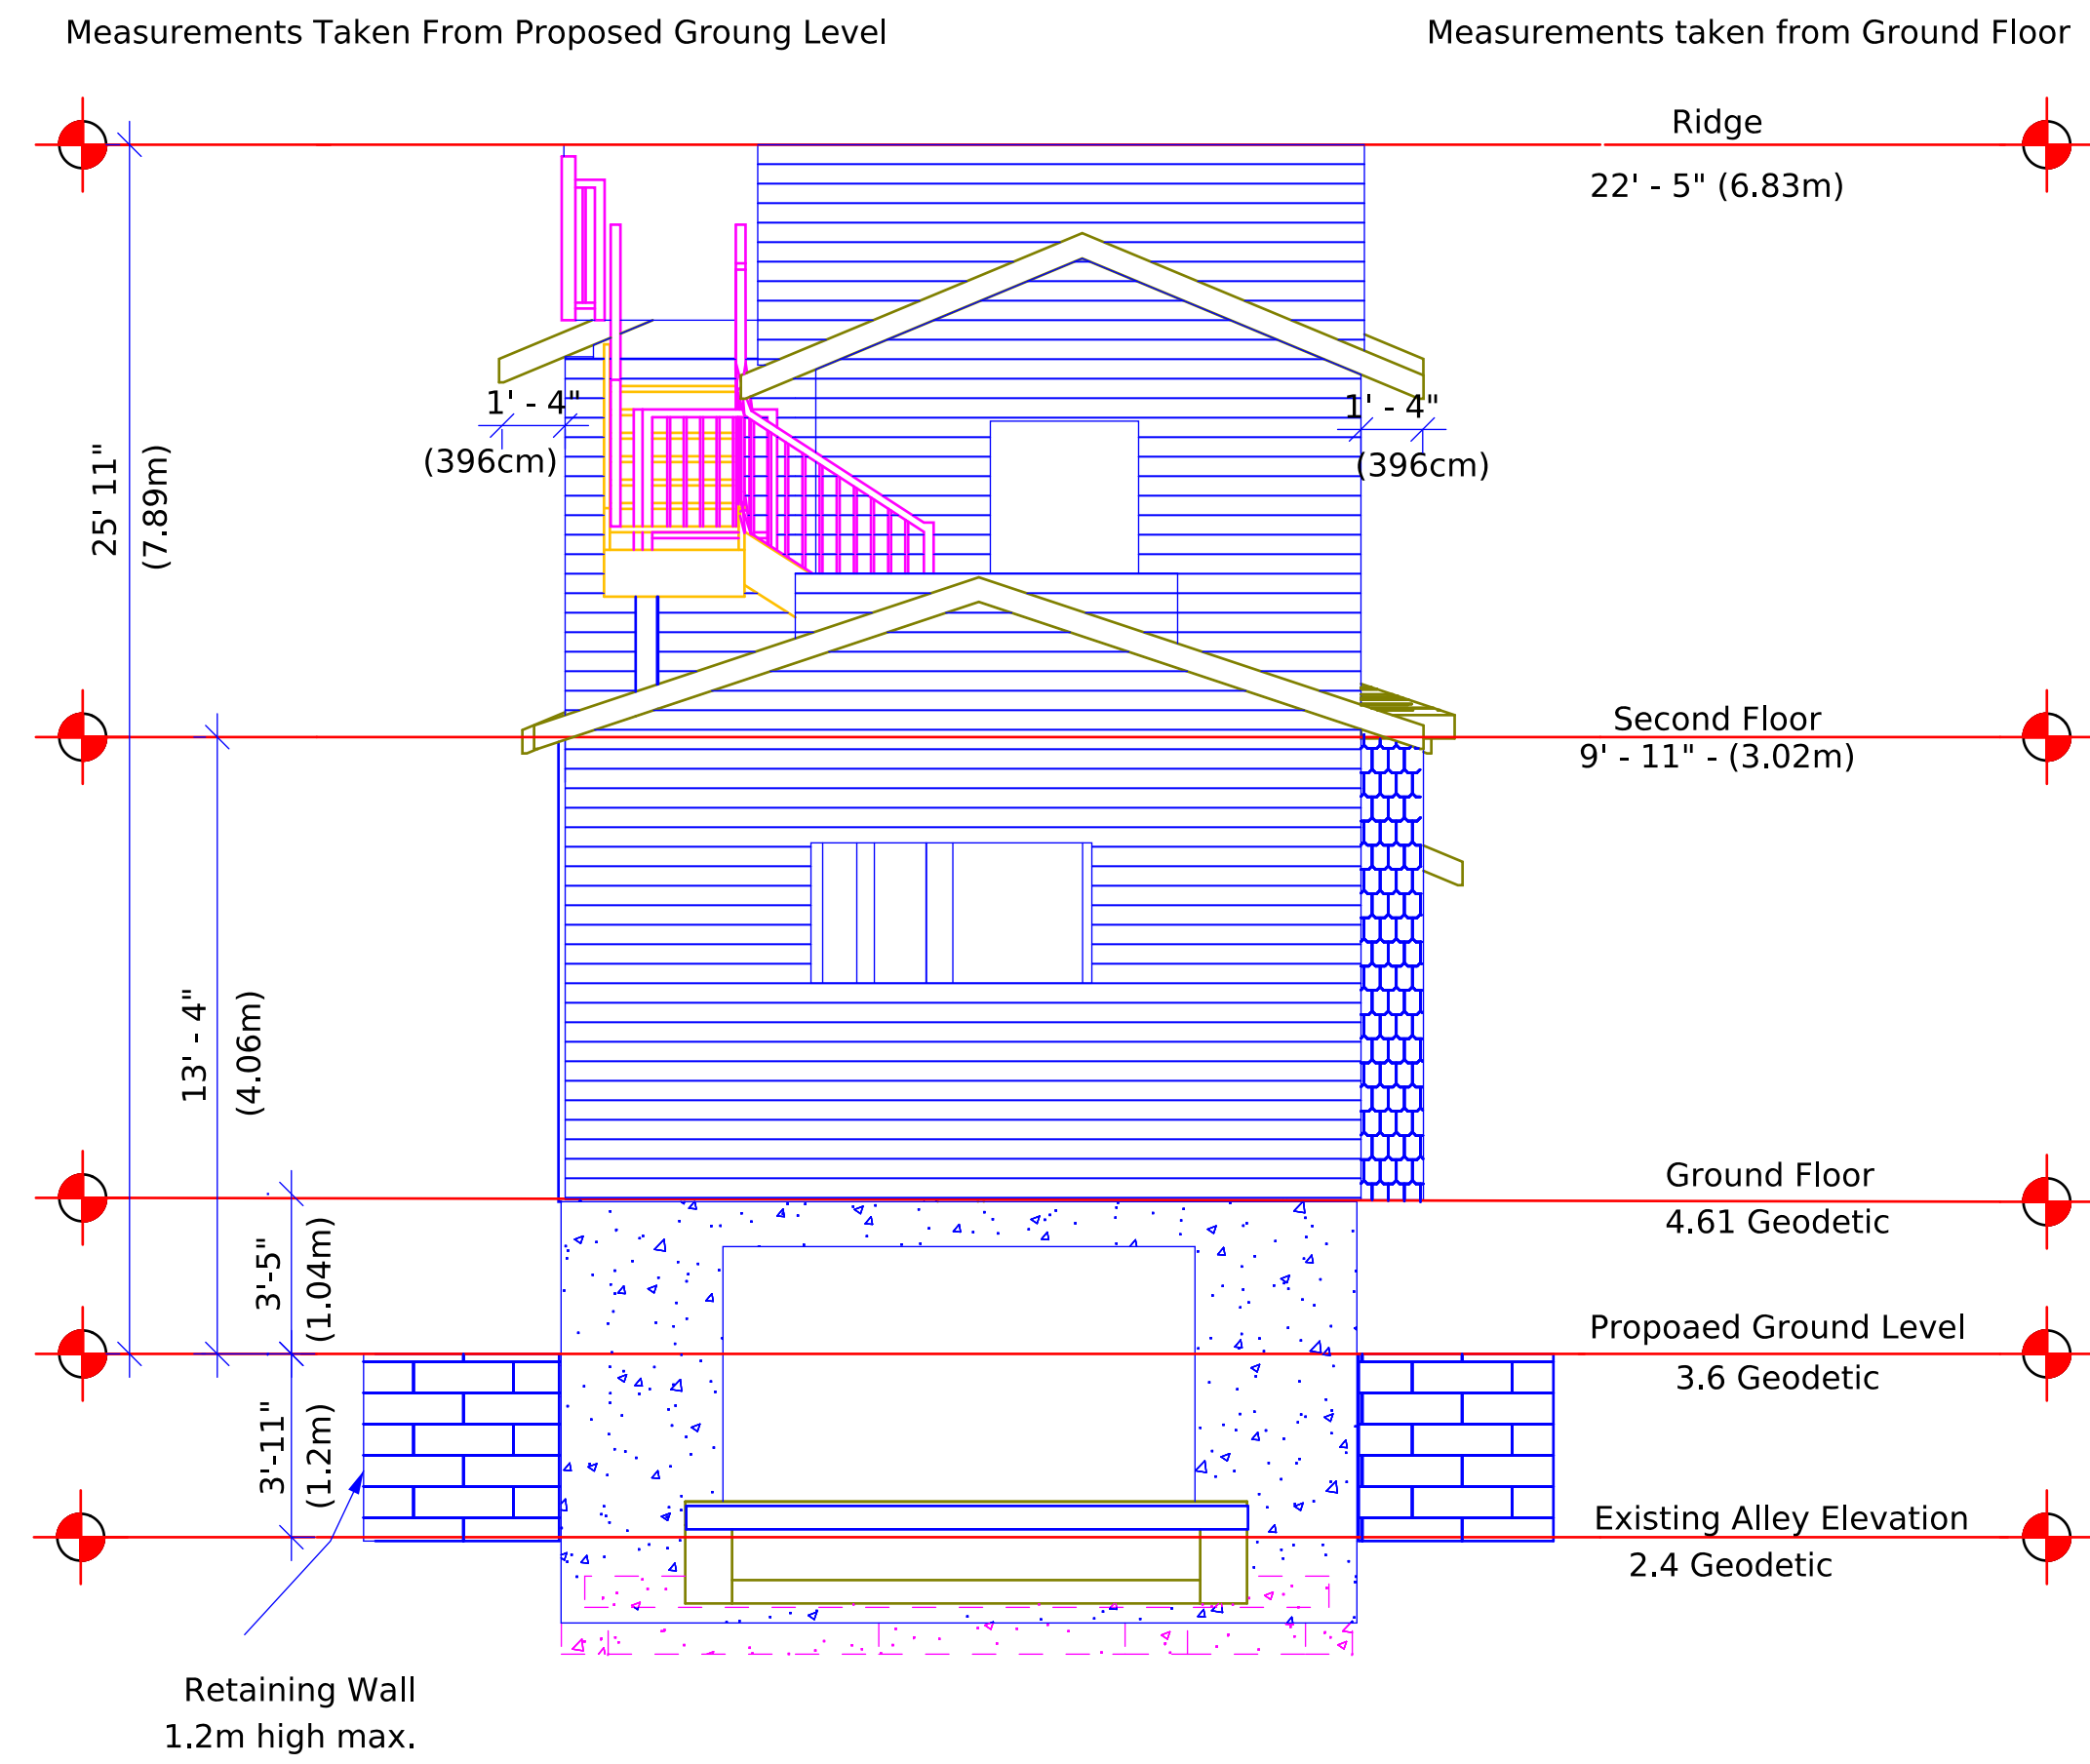 Measurements Taken From Proposed Groung Level
Measurements taken from Ground Floor
Ridge
22' - 5" (6.83m)
1' - 4"
(396cm)
1' - 4"
(396cm)
25' 11"
(7.89m)
Second Floor
9' - 11" - (3.02m)
13' - 4"
(4.06m)
Ground Floor
4.61 Geodetic
3'-5"
(1.04m)
Propoaed Ground Level
3.6 Geodetic
3'-11"
(1.2m)
Existing Alley Elevation
2.4 Geodetic
Retaining Wall
1.2m high max.